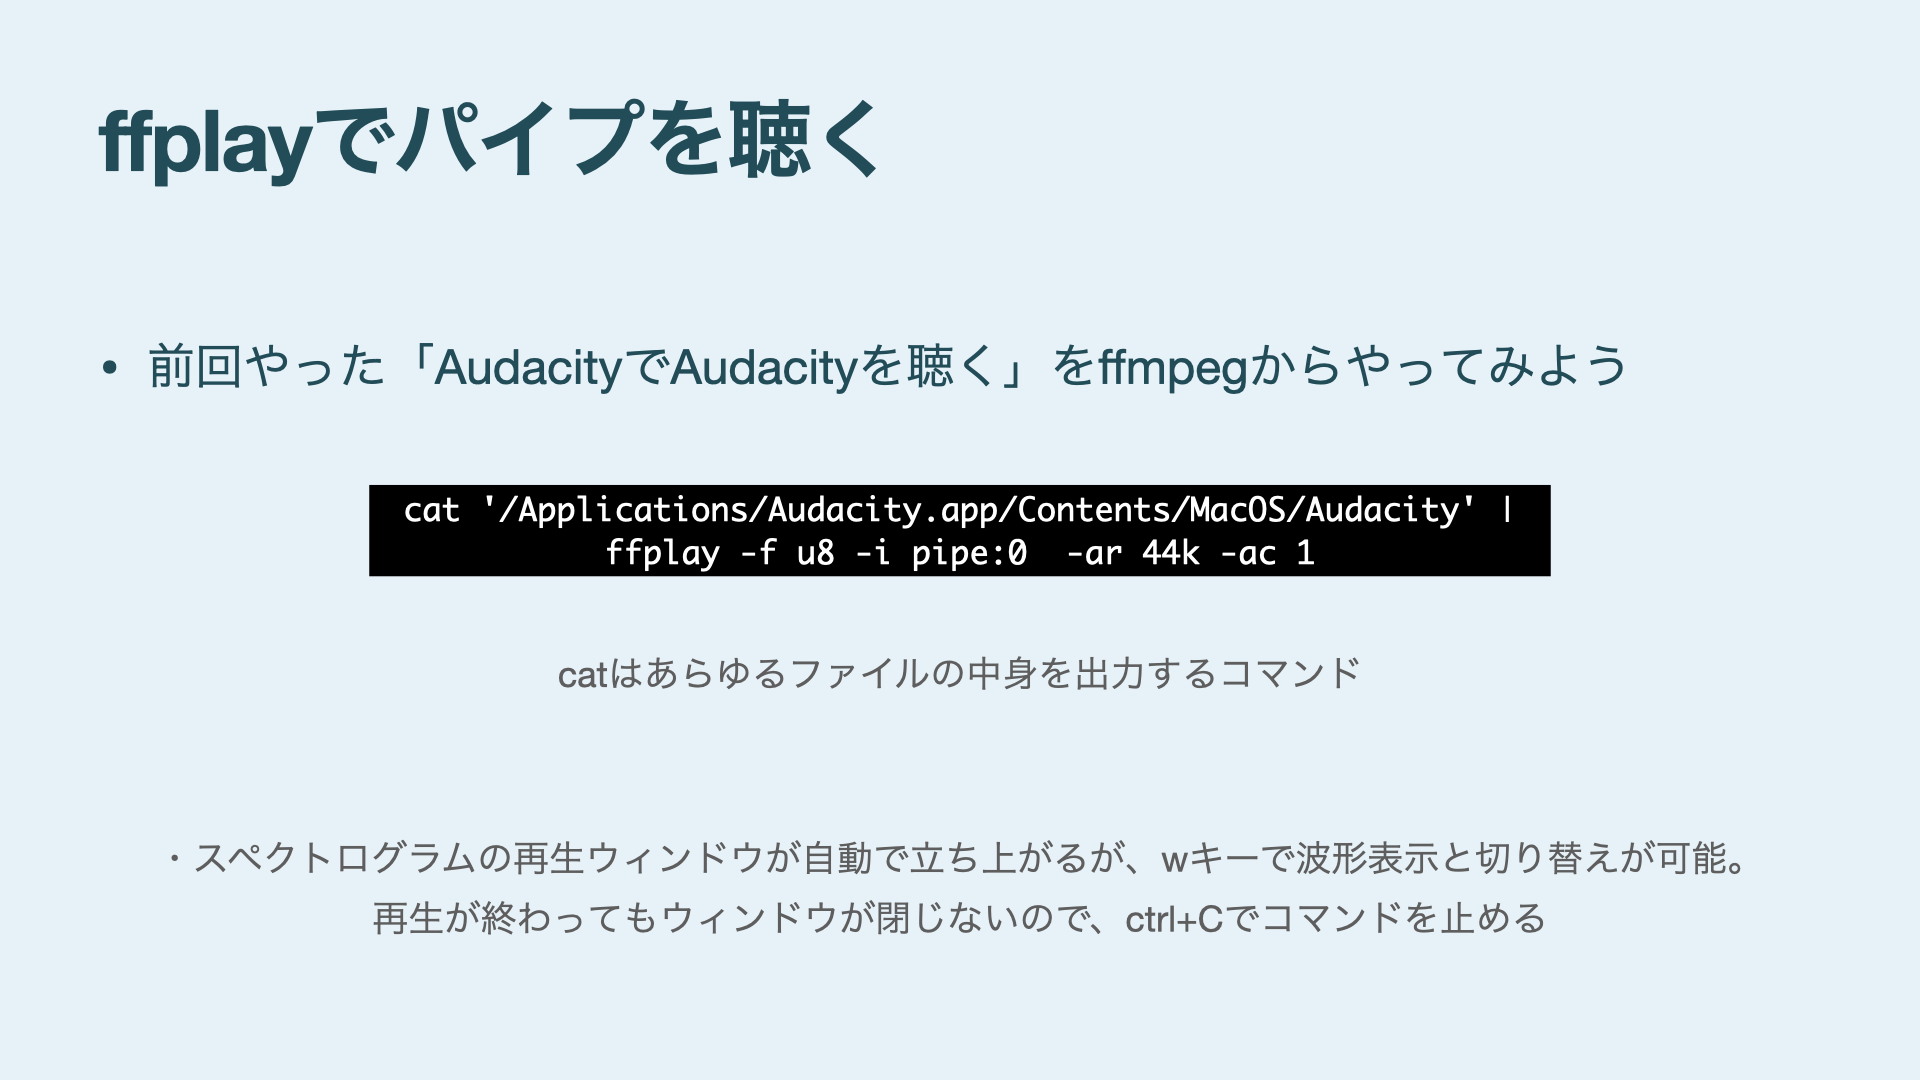 ffplayでパイプを聴く
• 前回やった「AudacityでAudacityを聴く」をffmpegからやってみよう
cat '/Applications/Audacity.app/Contents/MacOS/Audacity' |
ffplay -f u8 -i pipe:0  -ar 44k -ac 1
catはあらゆるファイルの中身を出力するコマンド
・スペクトログラムの再生ウィンドウが自動で立ち上がるが、wキーで波形表示と切り替えが可能。
再生が終わってもウィンドウが閉じないので、ctrl+Cでコマンドを止める